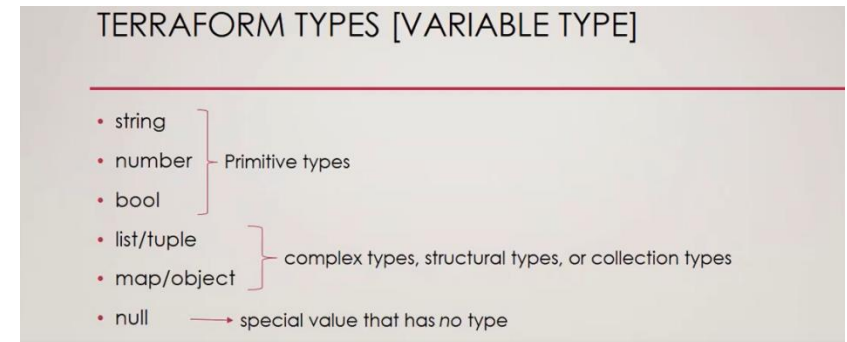 TERRAFORM TYPES [VARIABLE TYPE]
• string
• number
Primitive types
• bool
• list/tuple
complex types, structural types, or collection types
• map/object
• null
special value that has no type